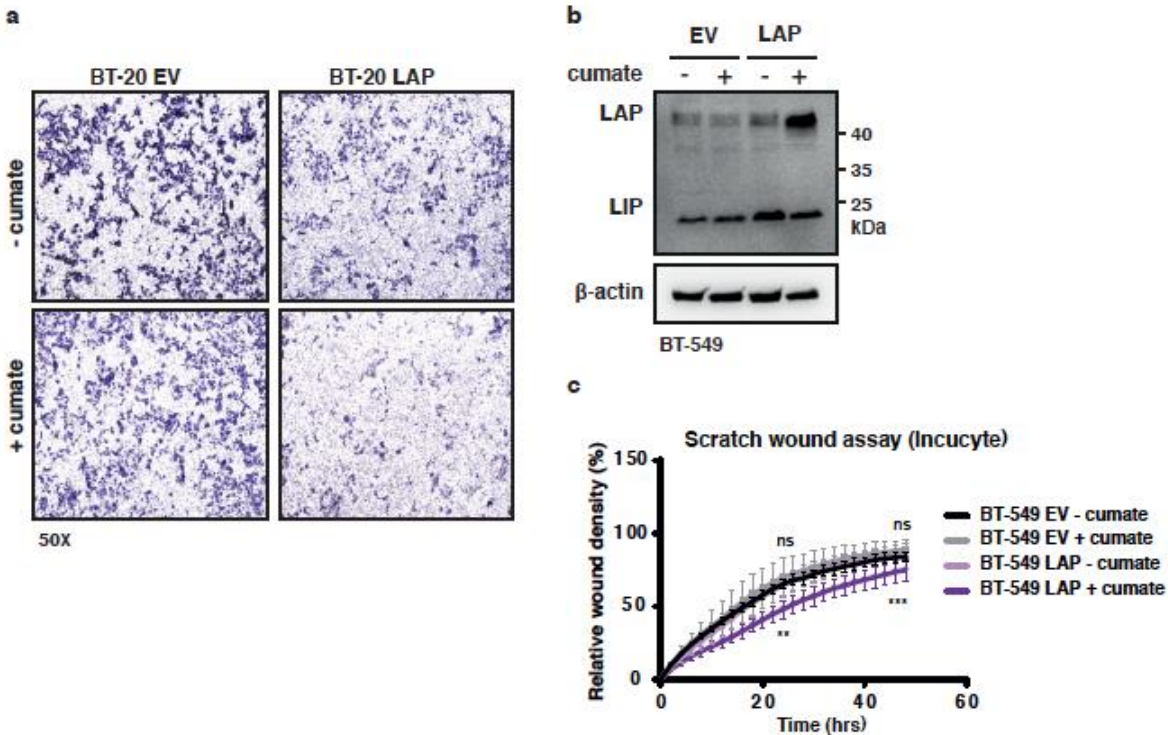 a
BT-20 EV
BT-20 LAP
- cumate
+ cumate
50X
b
EV LAP
cumate - + - +
LAP
40
35
LIP
25
kDa
β-actin
BT-549
c
Scratch wound assay (Incucyte)
Relative wound density (%)
150
100
50
0
ns
ns
**
***
0 20 40 60
Time (hrs)
BT-549 EV - cumate
BT-549 EV + cumate
BT-549 LAP - cumate
BT-549 LAP + cumate